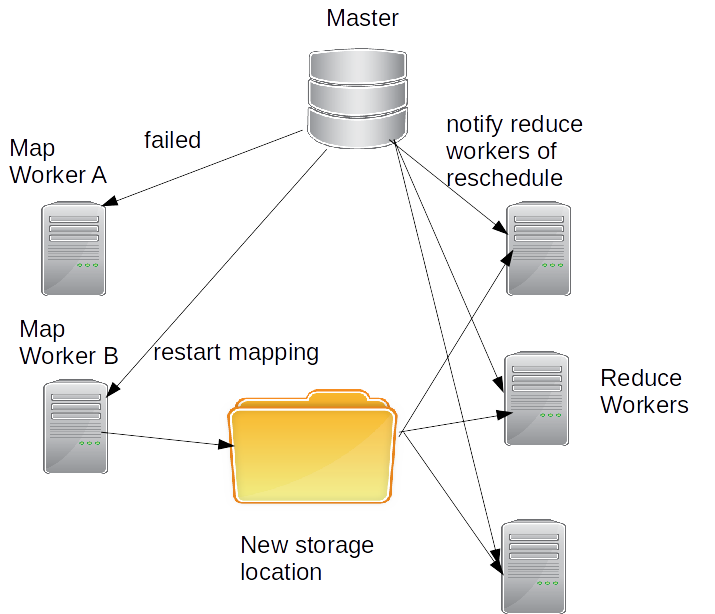 Master
failed
notify reduce
workers of
reschedule
Map
Worker A
Map
Worker B
restart mapping
Reduce
Workers
New storage
location